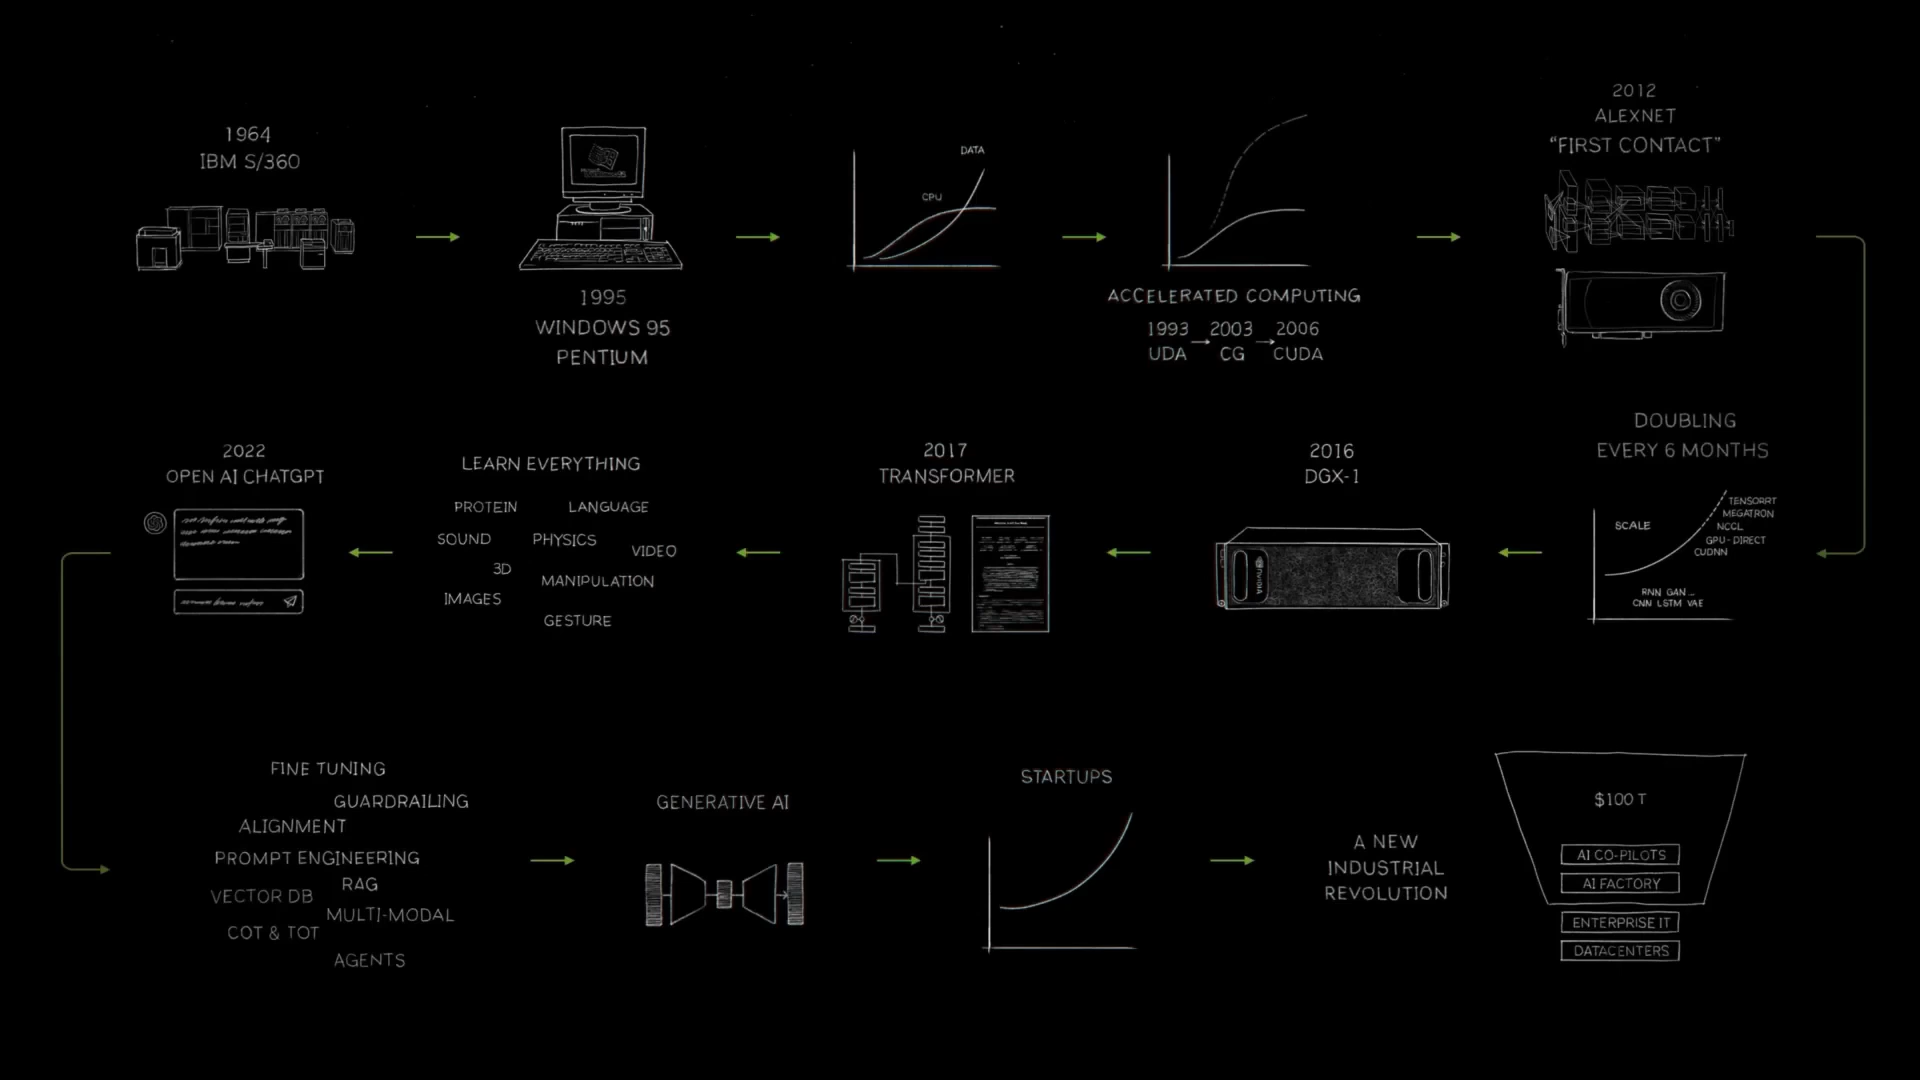 1964
IBM S/360
1995
WINDOWS 95
PENTIUM
DATA
CPU
ACCELERATED COMPUTING
1993 → 2003 → 2006
UDA CG CUDA
2012
ALEXNET
“FIRST CONTACT”
DOUBLING
EVERY 6 MONTHS
SCALE
TENSORRT
MEGATRON
NCCL
GPU-DIRECT
CUDNN
RNN GAN...
CNN LSTM VAE
2016
DGX-1
NVIDIA
2017
TRANSFORMER
LEARN EVERYTHING
PROTEIN LANGUAGE
SOUND PHYSICS VIDEO
3D MANIPULATION
IMAGES
GESTURE
2022
OPEN AI CHATGPT
FINE TUNING
GUARDRAILING
ALIGNMENT
PROMPT ENGINEERING
RAG
VECTOR DB
MULTI-MODAL
COT & TOT
AGENTS
GENERATIVE AI
STARTUPS
A NEW
INDUSTRIAL
REVOLUTION
$100 T
AI CO-PILOTS
AI FACTORY
ENTERPRISE IT
DATACENTERS